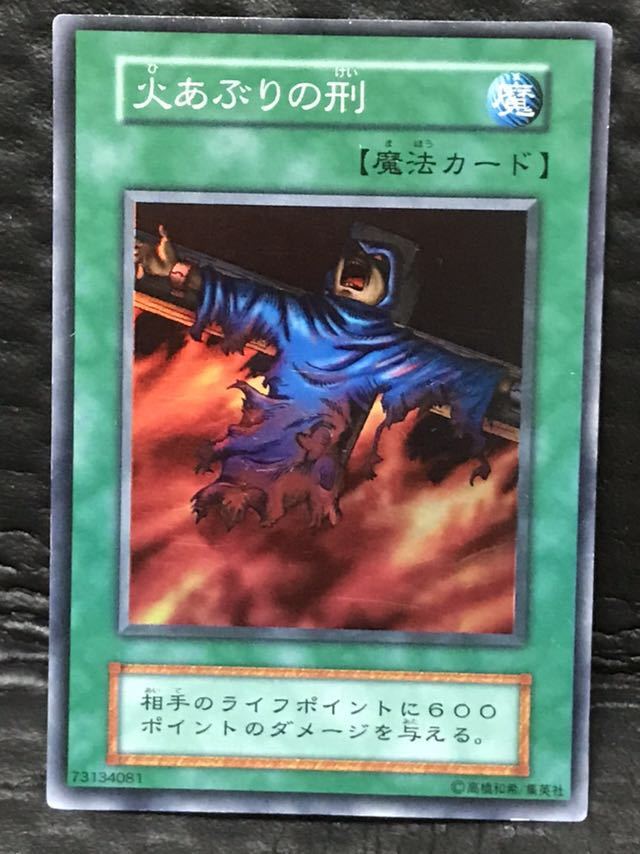 火あぶりの刑
魔
【魔法カード】
相手のライフポイントに６００
ポイントのダメージを与える。
73134081
©高橋和希/集英社